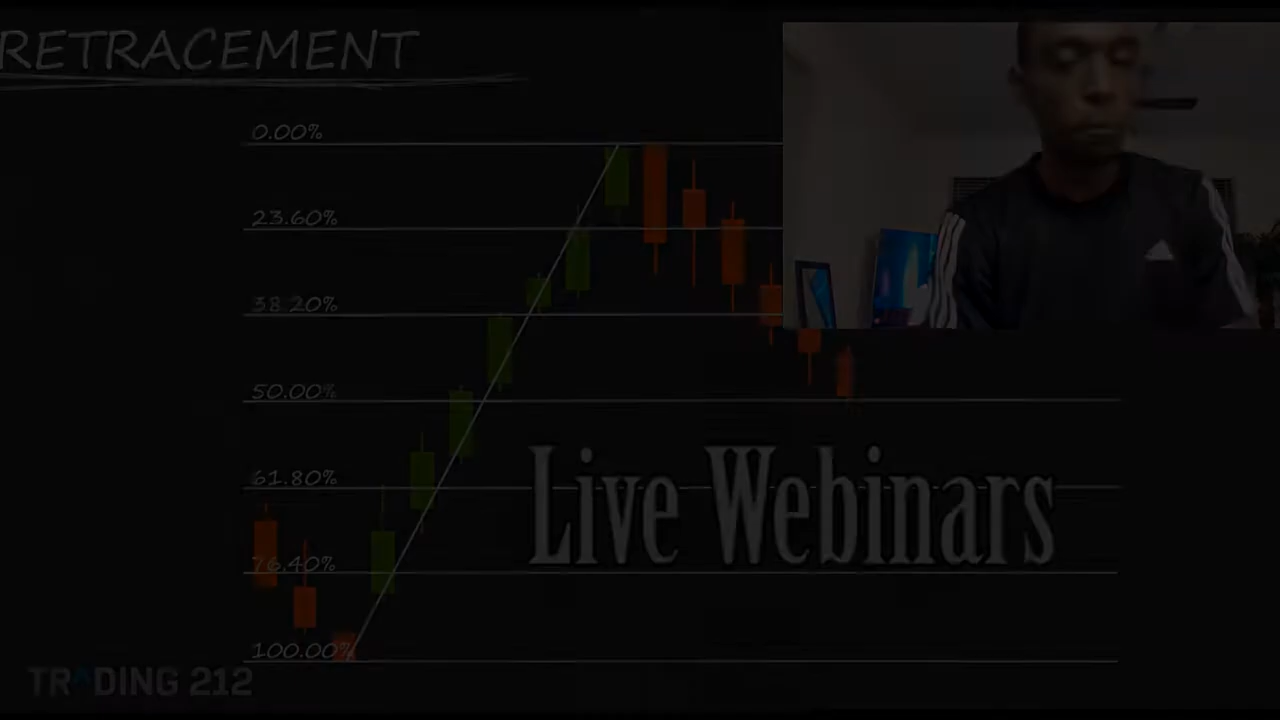 RETRACEMENT
0.00%
23.60%
38.20%
50.00%
61.80%
Live Webinars
76.40%
100.00%
TRADING 212